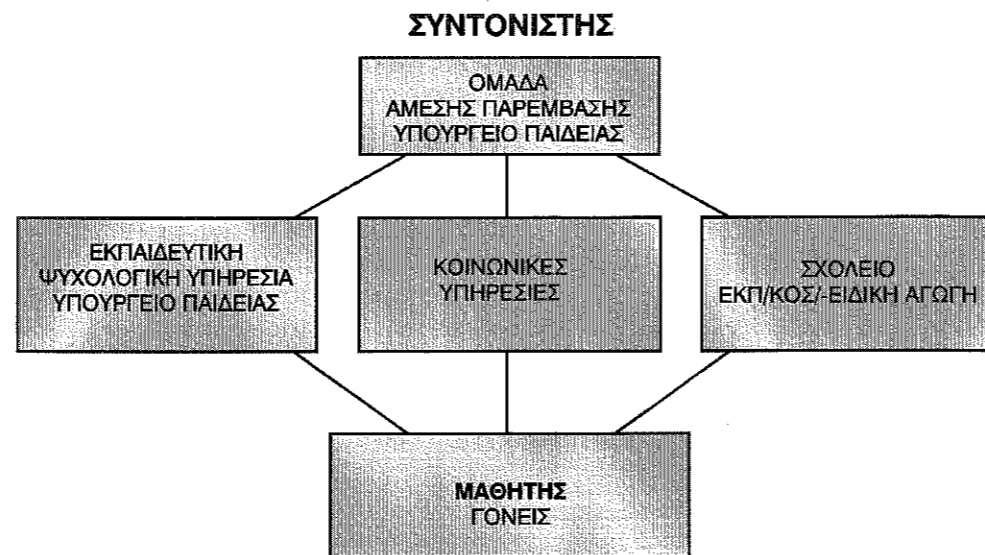 ΣΥΝΤΟΝΙΣΤΗΣ
ΟΜΑΔΑ
ΑΜΕΣΗΣ ΠΑΡΕΜΒΑΣΗΣ
ΥΠΟΥΡΓΕΙΟ ΠΑΙΔΕΙΑΣ
ΕΚΠΑΙΔΕΥΤΙΚΗ
ΨΥΧΟΛΟΓΙΚΗ ΥΠΗΡΕΣΙΑ
ΥΠΟΥΡΓΕΙΟ ΠΑΙΔΕΙΑΣ
ΚΟΙΝΩΝΙΚΕΣ
ΥΠΗΡΕΣΙΕΣ
ΣΧΟΛΕΙΟ
ΕΚΠ/ΚΟΣ/-ΕΙΔΙΚΗ ΑΓΩΓΗ
ΜΑΘΗΤΗΣ
ΓΟΝΕΙΣ